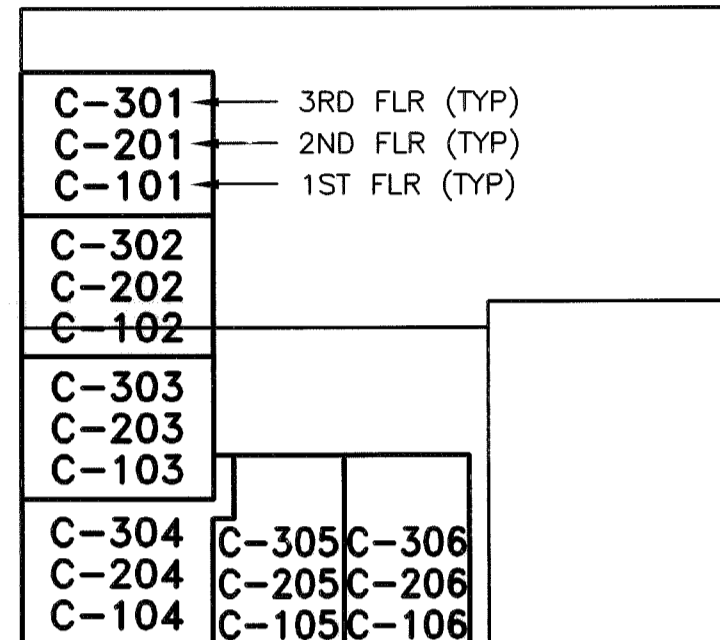 C-301 3RD FLR (TYP)
C-201 2ND FLR (TYP)
C-101 1ST FLR (TYP)
C-302
C-202
C-102
C-303
C-203
C-103
C-304
C-204
C-104
C-305
C-205
C-105
C-306
C-206
C-106